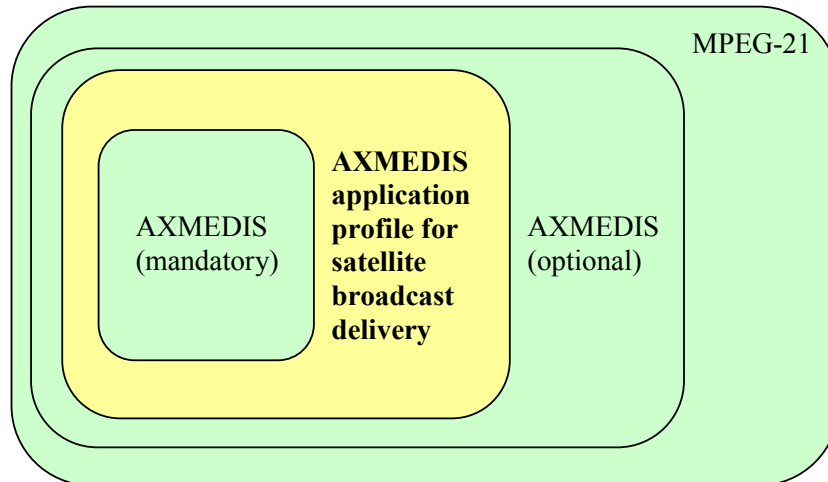 MPEG-21
AXMEDIS
(mandatory)
AXMEDIS
application
profile for
satellite
broadcast
delivery
AXMEDIS
(optional)